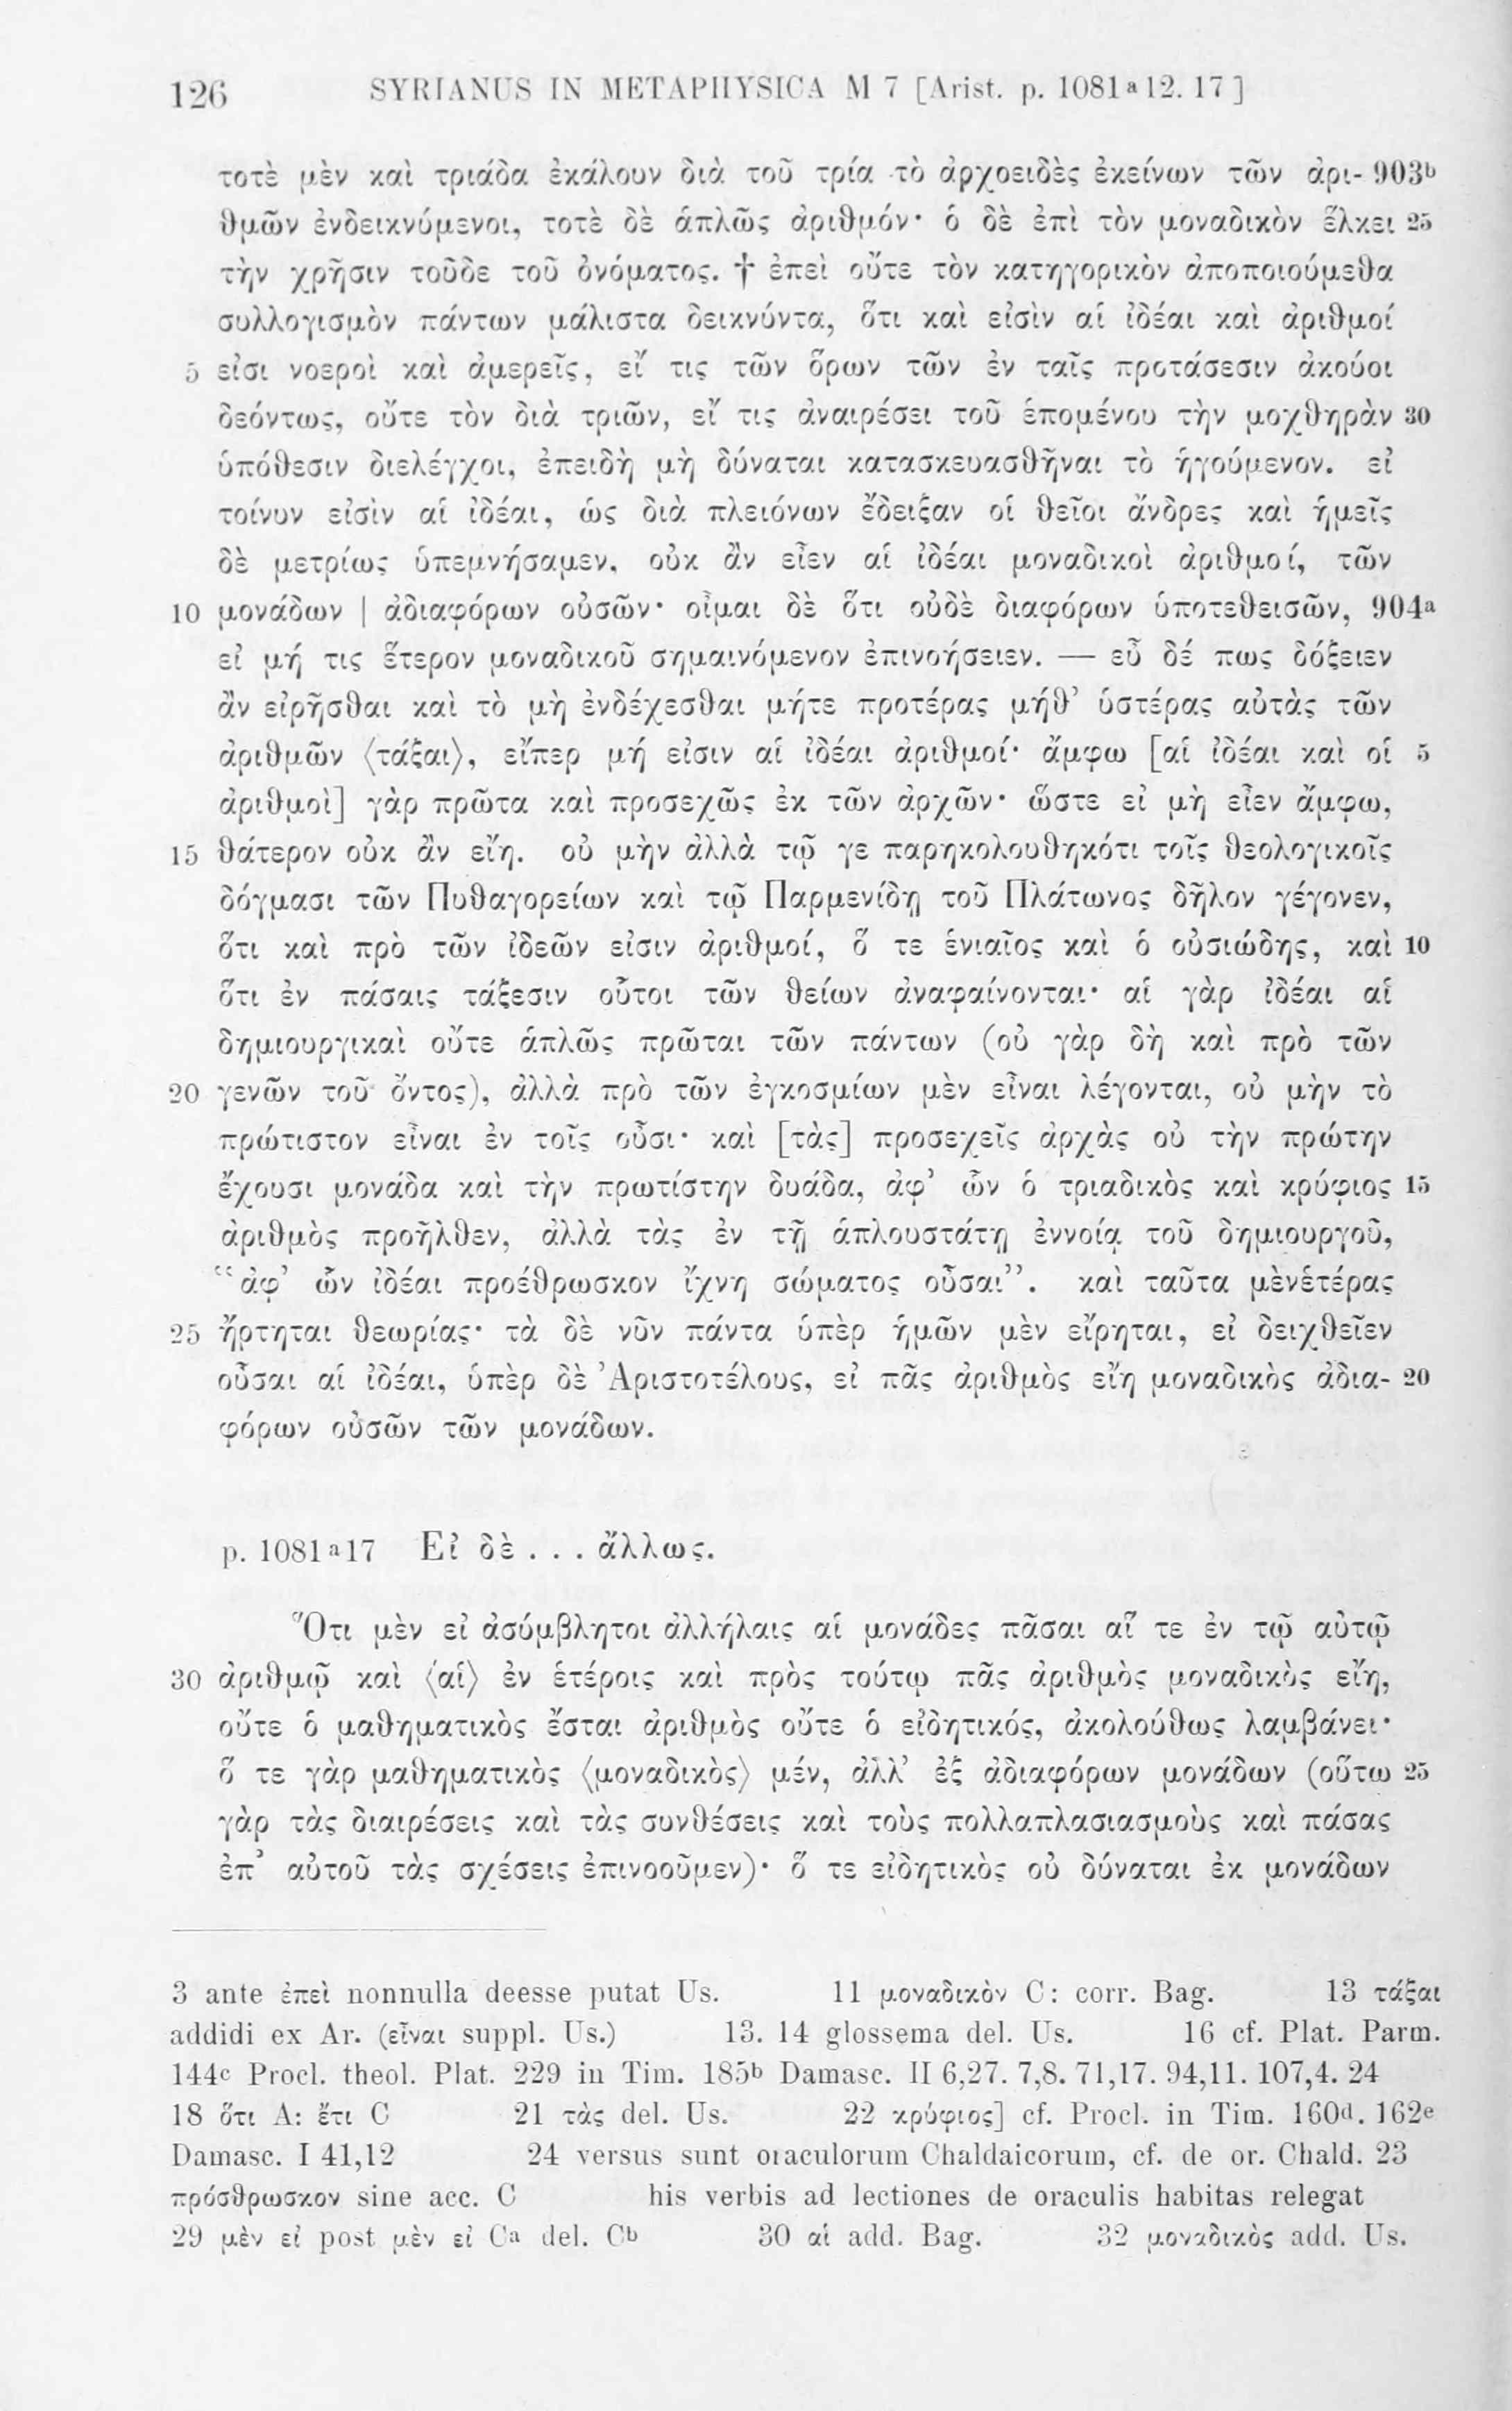 126 SYRIANUS IN METAPHYSICA M 7 [Arist. p. 1081ᵃ12. 17]
τοτὲ μὲν καὶ τριάδα ἐκάλουν διὰ τοῦ τρία τὸ ἀρχοειδὲς ἐκείνων τῶν ἀρι- 903ᵇ
θμῶν ἐνδεικνύμενοι, τοτὲ δὲ ἁπλῶς ἀριθμόν· ὁ δὲ ἐπὶ τὸν μοναδικὸν ἕλκει 25
τὴν χρῆσιν τοῦδε τοῦ ὀνόματος. † ἐπεὶ οὔτε τὸν κατηγορικὸν ἀποποιούμεθα
συλλογισμὸν πάντων μάλιστα δεικνύντα, ὅτι καὶ εἰσὶν αἱ ἰδέαι καὶ ἀριθμοί
5 εἰσι νοεροὶ καὶ ἀμερεῖς, εἴ τις τῶν ὅρων τῶν ἐν ταῖς προτάσεσιν ἀκούοι
δεόντως, οὔτε τὸν διὰ τριῶν, εἴ τις ἀναιρέσει τοῦ ἑπομένου τὴν μοχθηρὰν 30
ὑπόθεσιν διελέγχοι, ἐπειδὴ μὴ δύναται κατασκευασθῆναι τὸ ἡγούμενον. εἰ
τοίνυν εἰσὶν αἱ ἰδέαι, ὡς διὰ πλειόνων ἔδειξαν οἱ θεῖοι ἄνδρες καὶ ἡμεῖς
δὲ μετρίως ὑπεμνήσαμεν, οὐκ ἂν εἶεν αἱ ἰδέαι μοναδικοὶ ἀριθμοί, τῶν
10 μονάδων | ἀδιαφόρων οὐσῶν· οἶμαι δὲ ὅτι οὐδὲ διαφόρων ὑποτεθεισῶν, 904ᵃ
εἰ μή τις ἕτερον μοναδικοῦ σημαινόμενον ἐπινοήσειεν. — εὖ δέ πως δόξειεν
ἂν εἰρῆσθαι καὶ τὸ μὴ ἐνδέχεσθαι μήτε προτέρας μήθ’ ὑστέρας αὐτὰς τῶν
ἀριθμῶν ⟨τάξαι⟩, εἴπερ μή εἰσιν αἱ ἰδέαι ἀριθμοί· ἄμφω [αἱ ἰδέαι καὶ οἱ 5
ἀριθμοὶ] γὰρ πρῶτα καὶ προσεχῶς ἐκ τῶν ἀρχῶν· ὥστε εἰ μὴ εἶεν ἄμφω,
15 θάτερον οὐκ ἂν εἴη. οὐ μὴν ἀλλὰ τῷ γε παρηκολουθηκότι τοῖς θεολογικοῖς
δόγμασι τῶν Πυθαγορείων καὶ τῷ Παρμενίδῃ τοῦ Πλάτωνος δῆλον γέγονεν,
ὅτι καὶ πρὸ τῶν ἰδεῶν εἰσιν ἀριθμοί, ὅ τε ἑνιαῖος καὶ ὁ οὐσιώδης, καὶ 10
ὅτι ἐν πάσαις τάξεσιν οὗτοι τῶν θείων ἀναφαίνονται· αἱ γὰρ ἰδέαι αἱ
δημιουργικαὶ οὔτε ἁπλῶς πρῶται τῶν πάντων (οὐ γὰρ δὴ καὶ πρὸ τῶν
20 γενῶν τοῦ ὄντος), ἀλλὰ πρὸ τῶν ἐγκοσμίων μὲν εἶναι λέγονται, οὐ μὴν τὸ
πρώτιστον εἶναι ἐν τοῖς οὖσι· καὶ [τὰς] προσεχεῖς ἀρχὰς οὐ τὴν πρώτην
ἔχουσι μονάδα καὶ τὴν πρωτίστην δυάδα, ἀφ’ ὧν ὁ τριαδικὸς καὶ κρύφιος 15
ἀριθμὸς προῆλθεν, ἀλλὰ τὰς ἐν τῇ ἁπλουστάτῃ ἐννοίᾳ τοῦ δημιουργοῦ,
“ἀφ’ ὧν ἰδέαι προέθρωσκον ἴχνη σώματος οὖσαι”. καὶ ταῦτα μὲνἑτέρας
25 ἤρτηται θεωρίας· τὰ δὲ νῦν πάντα ὑπὲρ ἡμῶν μὲν εἴρηται, εἰ δειχθεῖεν
οὖσαι αἱ ἰδέαι, ὑπὲρ δὲ Ἀριστοτέλους, εἰ πᾶς ἀριθμὸς εἴη μοναδικὸς ἀδια- 20
φόρων οὐσῶν τῶν μονάδων.
p. 1081ᵃ17 Εἰ δὲ . . . ἄλλως.
Ὅτι μὲν εἰ ἀσύμβλητοι ἀλλήλαις αἱ μονάδες πᾶσαι αἵ τε ἐν τῷ αὐτῷ
30 ἀριθμῷ καὶ ⟨αἱ⟩ ἐν ἑτέροις καὶ πρὸς τούτῳ πᾶς ἀριθμὸς μοναδικὸς εἴη,
οὔτε ὁ μαθηματικὸς ἔσται ἀριθμὸς οὔτε ὁ εἰδητικός, ἀκολούθως λαμβάνει·
ὅ τε γὰρ μαθηματικὸς ⟨μοναδικὸς⟩ μέν, ἀλλ’ ἐξ ἀδιαφόρων μονάδων (οὕτω 25
γὰρ τὰς διαιρέσεις καὶ τὰς συνθέσεις καὶ τοὺς πολλαπλασιασμοὺς καὶ πάσας
ἐπ’ αὐτοῦ τὰς σχέσεις ἐπινοοῦμεν)· ὅ τε εἰδητικὸς οὐ δύναται ἐκ μονάδων
3 ante ἐπεὶ nonnulla deesse putat Us. 11 μοναδικὸν C: corr. Bag. 13 τάξαι
addidi ex Ar. (εἶναι suppl. Us.) 13. 14 glossema del. Us. 16 cf. Plat. Parm.
144ᶜ Procl. theol. Plat. 229 in Tim. 185ᵇ Damasc. II 6,27. 7,8. 71,17. 94,11. 107,4. 24
18 ὅτι A: ἔτι C 21 τὰς del. Us. 22 κρύφιος] cf. Procl. in Tim. 160ᵈ. 162ᵉ
Damasc. I 41,12 24 versus sunt oraculorum Chaldaicorum, cf. de or. Chald. 23
πρόσθρωσκον sine acc. C his verbis ad lectiones de oraculis habitas relegat
29 μὲν εἰ post μὲν εἰ Cᵃ del. Cᵇ 30 αἱ add. Bag. 32 μοναδικὸς add. Us.